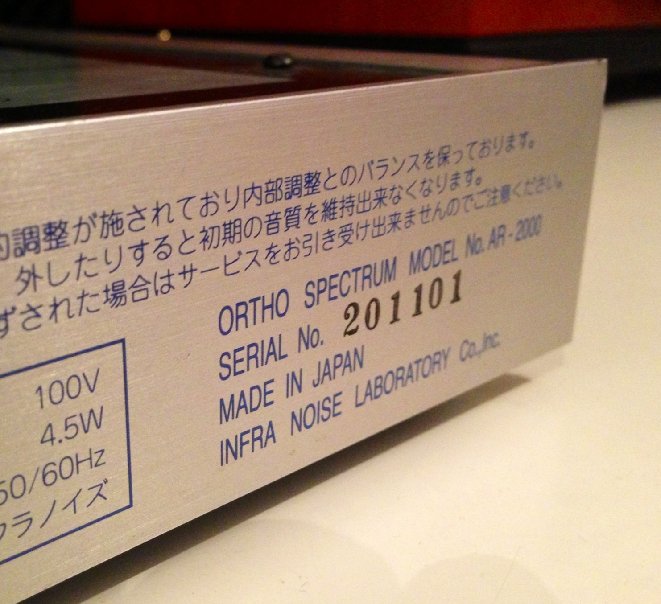 調整が施されており内部調整とのバランスを保っております。
外したりすると初期の音質を維持出来なくなります。
ずされた場合はサービスをお引き受け出来ませんのでご注意ください。
ORTHO SPECTRUM MODEL No. AR-2000
SERIAL No. 201101
MADE IN JAPAN
INFRA NOISE LABORATORY Co.,Inc.
100V
4.5W
50/60Hz
フラノイズ